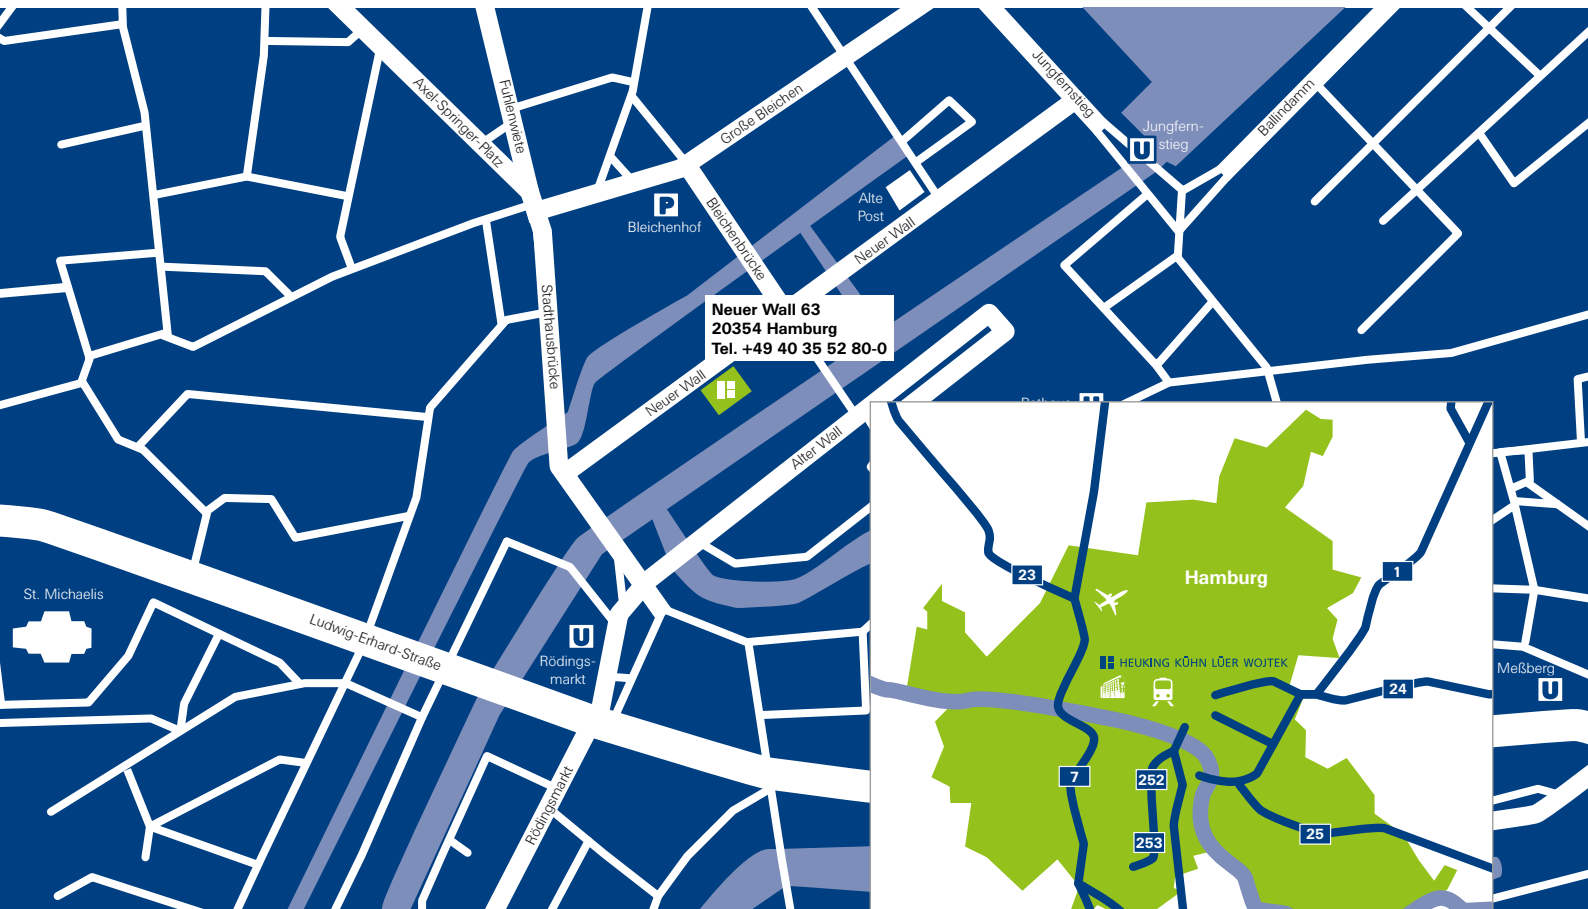 Axel-Springer-Platz
Fuhlenwiete
Große Bleichen
Jungfernstieg
Ballindamm
Jungfern-
stieg
U
P
Bleichenhof
Bleichenbrücke
Alte
Post
Neuer Wall
Stadthausbrücke
Neuer Wall 63
20354 Hamburg
Tel. +49 40 35 52 80-0
Neuer Wall
Alter Wall
St. Michaelis
Ludwig-Erhard-Straße
U
Rödings-
markt
Rödingsmarkt
23
Hamburg
1
HEUKING KÜHN LÜER WOJTEK
24
7
252
253
25
Meßberg
U